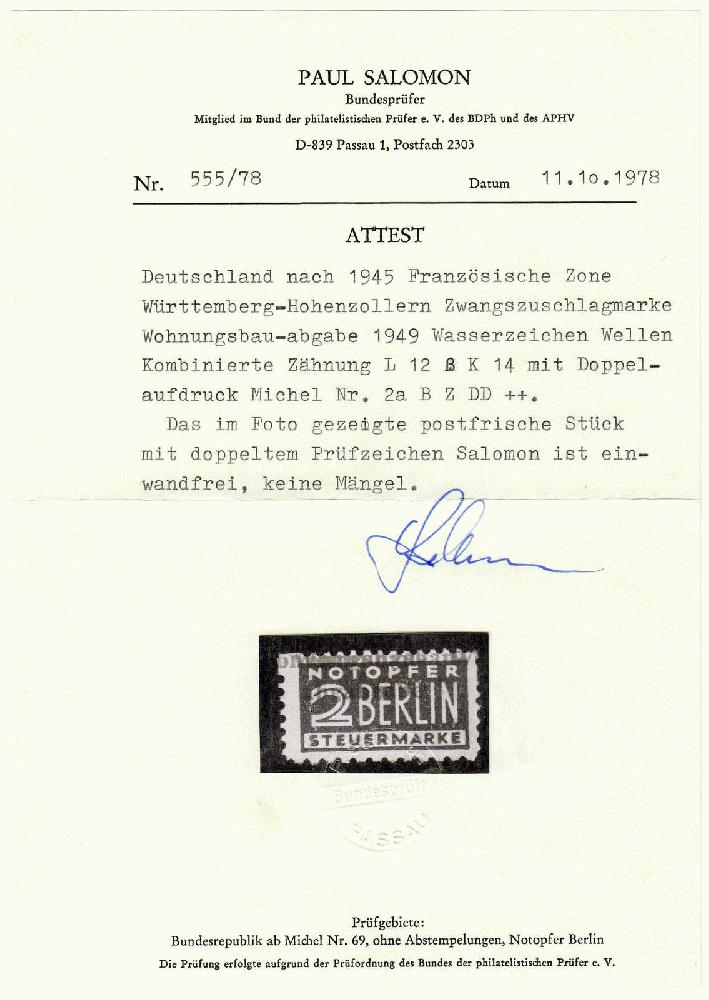 PAUL SALOMON
Bundesprüfer
Mitglied im Bund der philatelistischen Prüfer e. V. des BDPh und des APHV
D-839 Passau 1, Postfach 2303
Nr. 555/78 Datum 11.1o.1978
ATTEST
Deutschland nach 1945 Französische Zone
Württemberg-Hohenzollern Zwangszuschlagmarke
Wohnungsbau-abgabe 1949 Wasserzeichen Wellen
Kombinierte Zähnung L 12 ß K 14 mit Doppel-
aufdruck Michel Nr. 2a B Z DD ++.
Das im Foto gezeigte postfrische Stück
mit doppeltem Prüfzeichen Salomon ist ein-
wandfrei, keine Mängel.
NOTOPFER
2 BERLIN
STEUERMARKE
Bundesprüfer
PASSAU
Prüfgebiete:
Bundesrepublik ab Michel Nr. 69, ohne Abstempelungen, Notopfer Berlin
Die Prüfung erfolgte aufgrund der Prüfordnung des Bundes der philatelistischen Prüfer e. V.